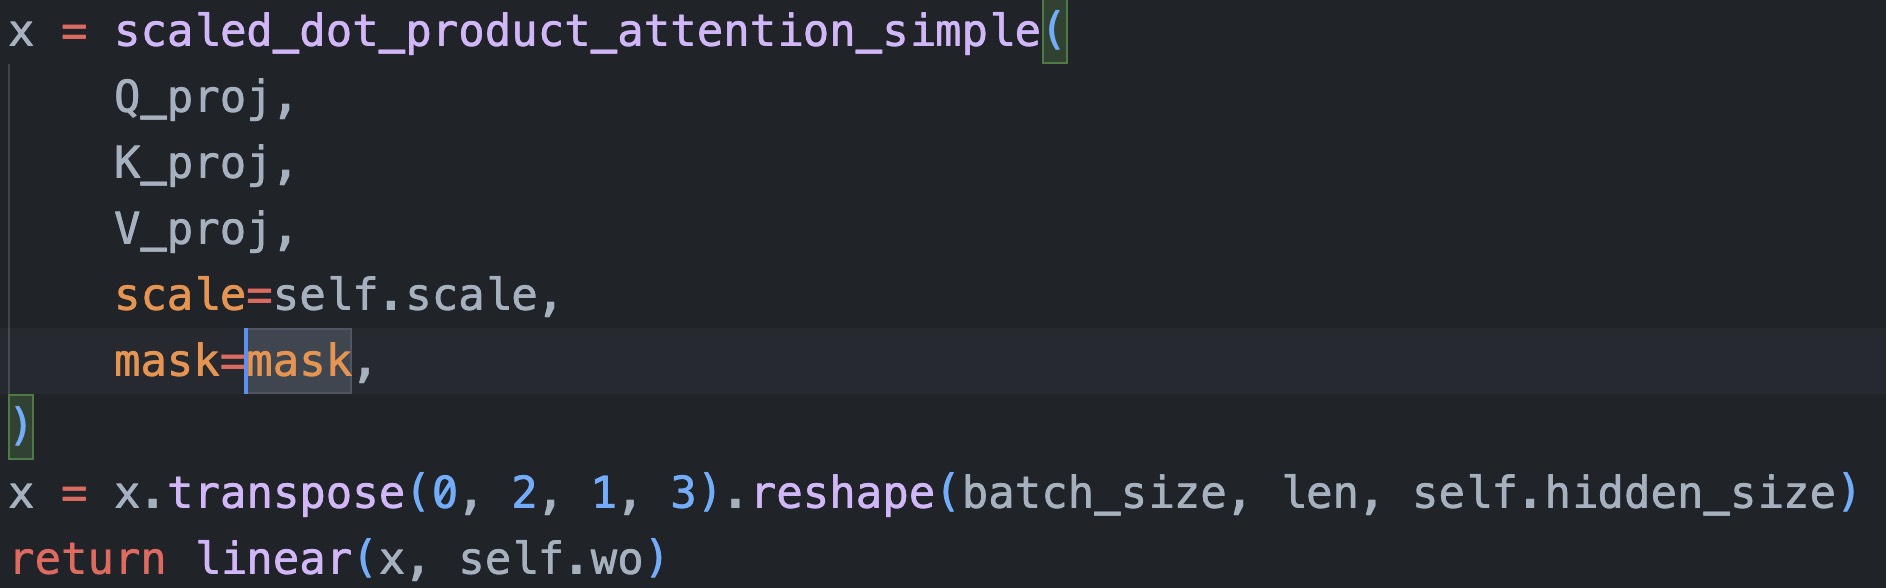 x = scaled_dot_product_attention_simple(
    Q_proj,
    K_proj,
    V_proj,
    scale=self.scale,
    mask=mask,
)
x = x.transpose(0, 2, 1, 3).reshape(batch_size, len, self.hidden_size)
return linear(x, self.wo)